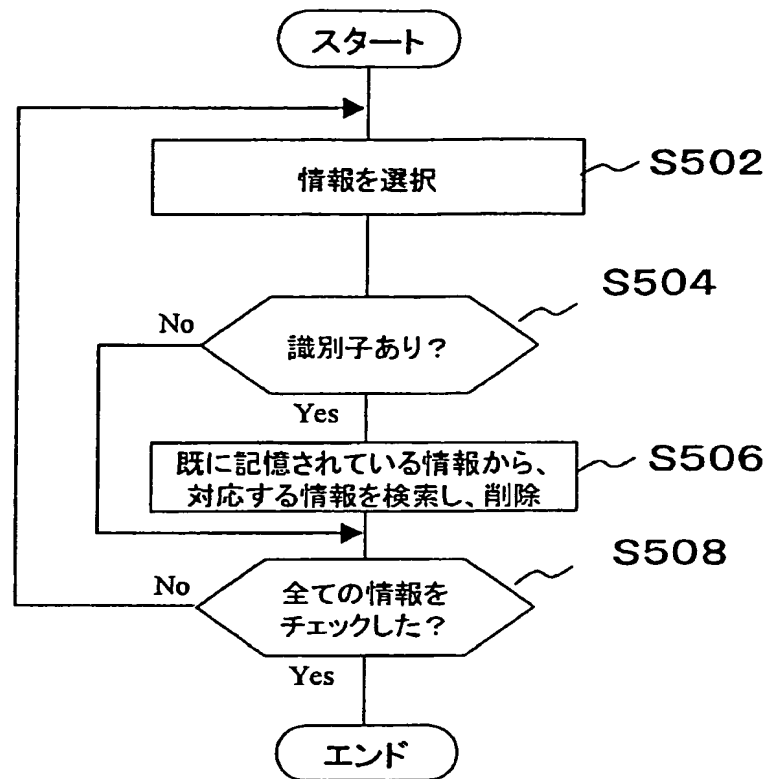 スタート
情報を選択
S502
S504
No
識別子あり？
Yes
既に記憶されている情報から、
対応する情報を検索し、削除
S506
S508
No
全ての情報を
チェックした？
Yes
エンド